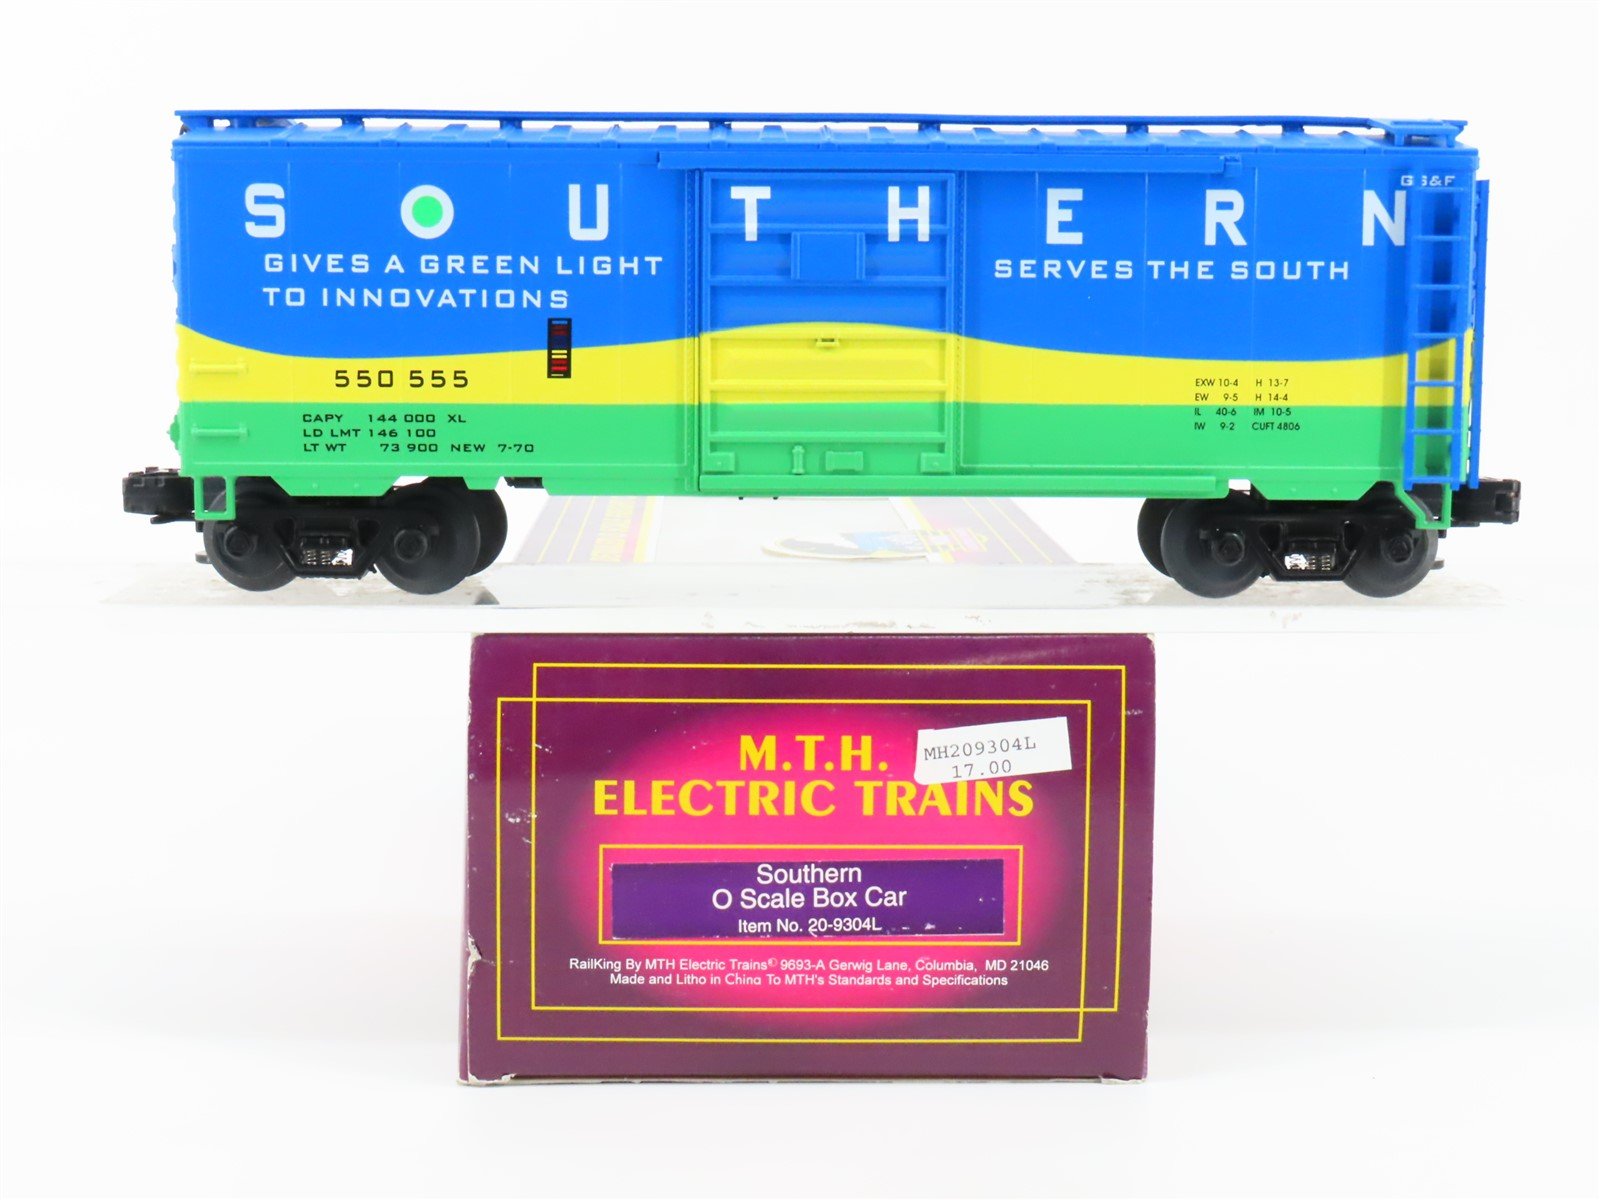 G S & F
S O U T H E R N
GIVES A GREEN LIGHT
TO INNOVATIONS
SERVES THE SOUTH
550 555
CAPY 144 000 XL
LD LMT 146 100
LT WT 73 900 NEW 7-70
EXW 10-4 H 13-7
EW 9-5 H 14-4
IL 40-6 IM 10-5
IW 9-2 CUFT 4806
M.T.H.
ELECTRIC TRAINS
MH209304L
17.00
Southern
O Scale Box Car
Item No. 20-9304L
RailKing By MTH Electric Trains® 9693-A Gerwig Lane, Columbia, MD 21046
Made and Litho in China To MTH's Standards and Specifications